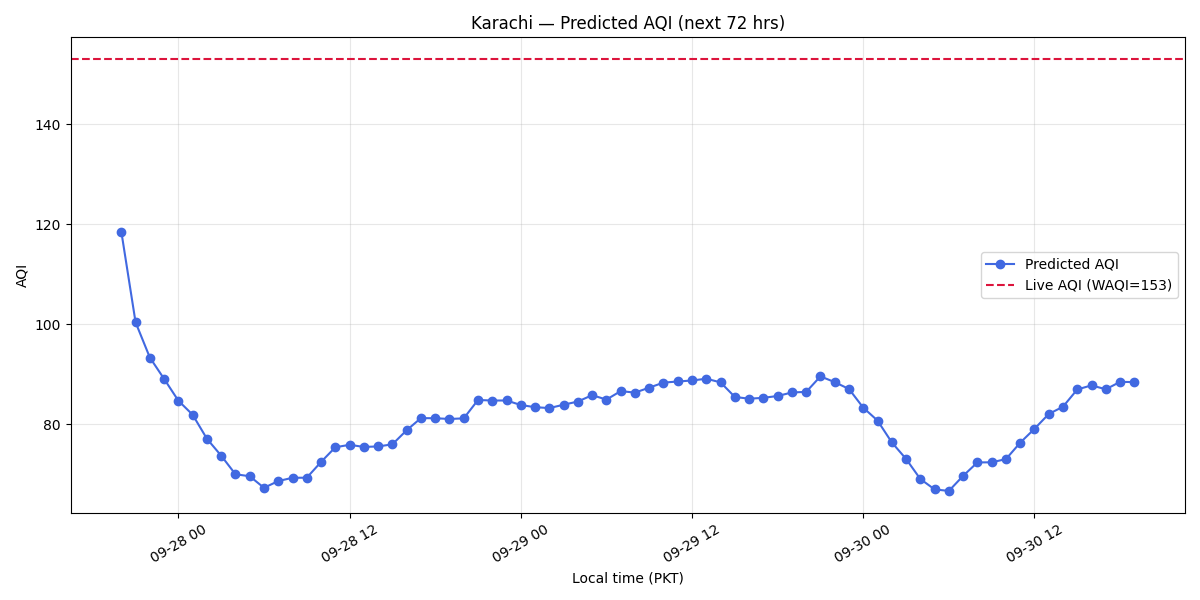 Karachi — Predicted AQI (next 72 hrs)
AQI
140
120
100
80
Predicted AQI
Live AQI (WAQI=153)
09-28 00
09-28 12
09-29 00
09-29 12
09-30 00
09-30 12
Local time (PKT)